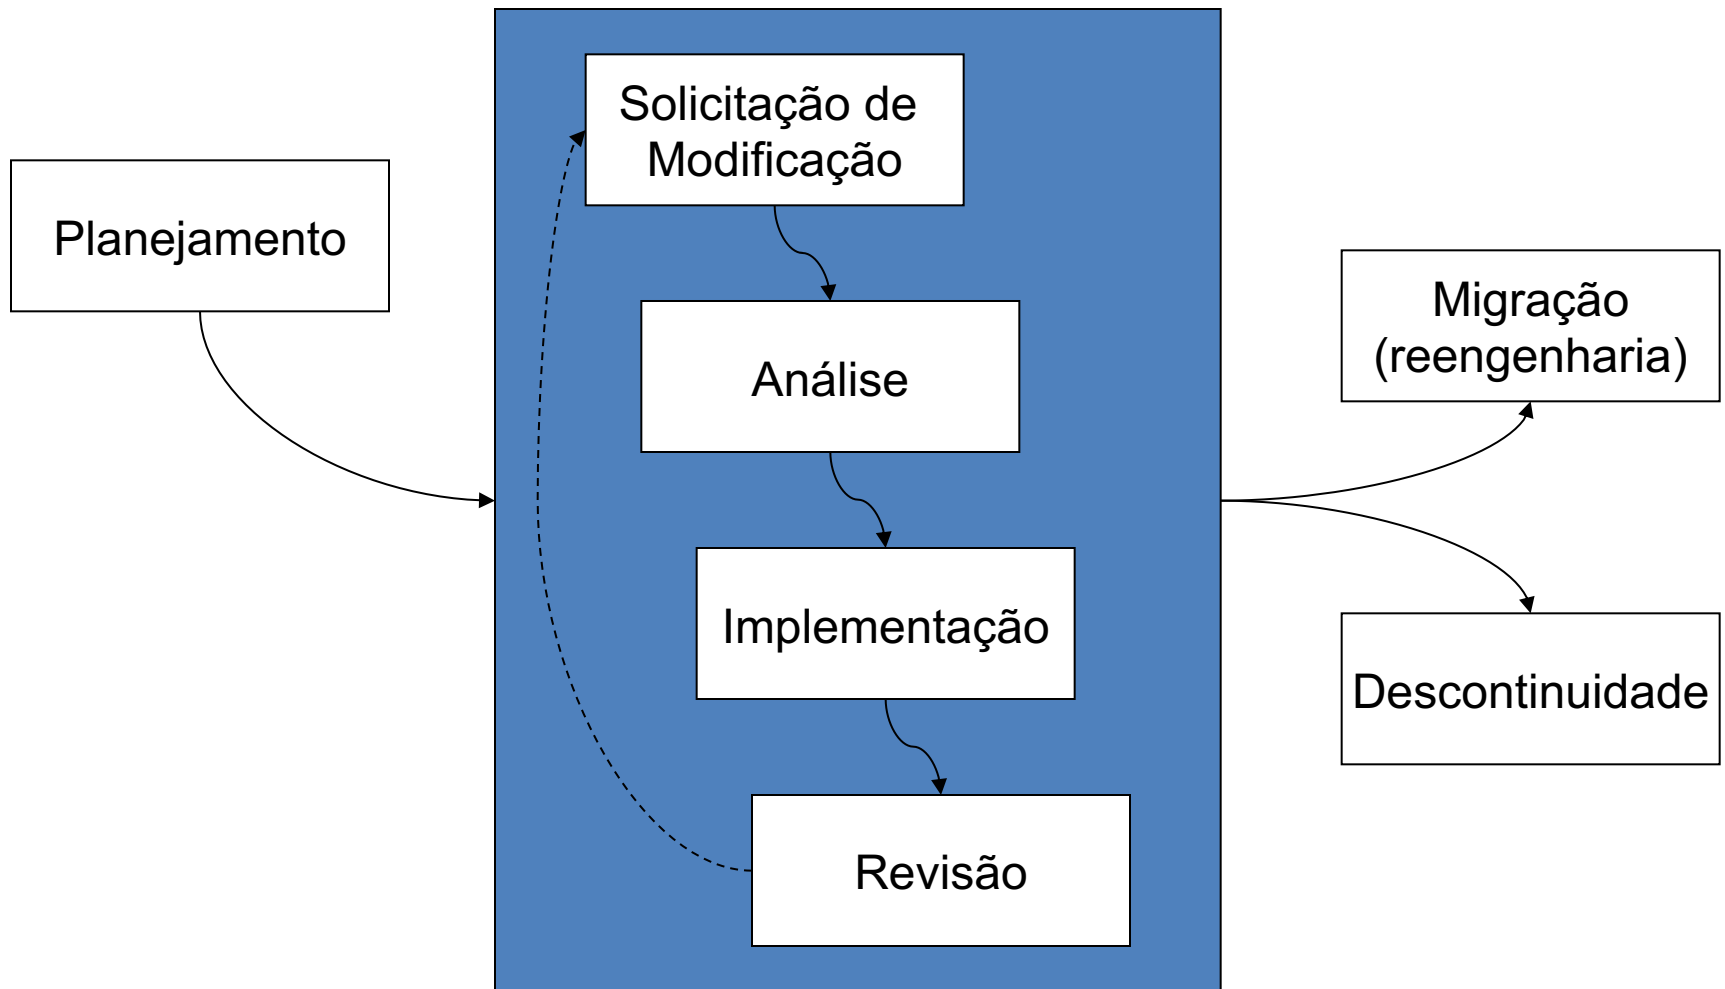 Planejamento
Solicitação de
Modificação
Análise
Implementação
Revisão
Migração
(reengenharia)
Descontinuidade